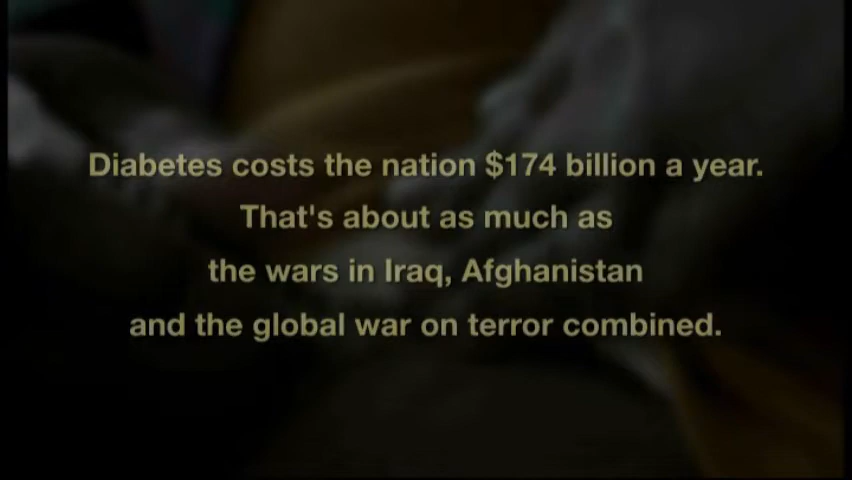 Diabetes costs the nation $174 billion a year.
That's about as much as
the wars in Iraq, Afghanistan
and the global war on terror combined.